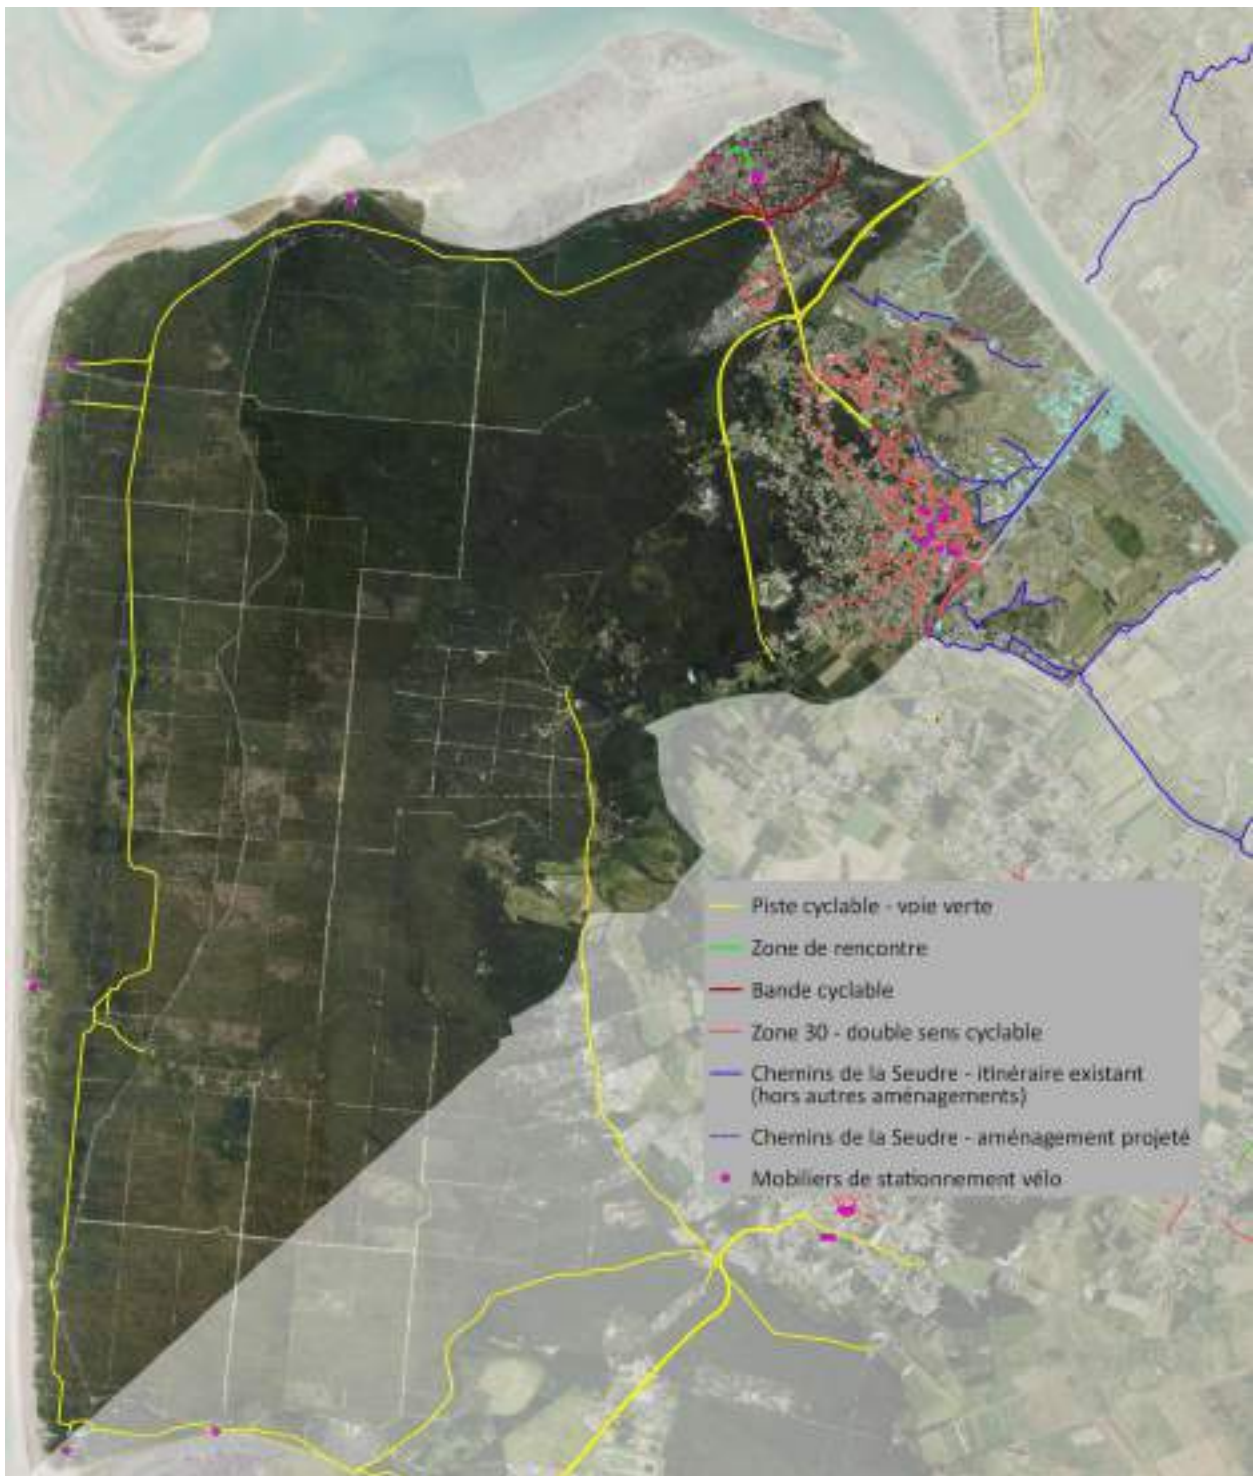 Piste cyclable - voie verte
Zone de rencontre
Bande cyclable
Zone 30 - double sens cyclable
Chemins de la Seudre - itinéraire existant
(hors autres aménagements)
Chemins de la Seudre - aménagement projeté
Mobiliers de stationnement vélo